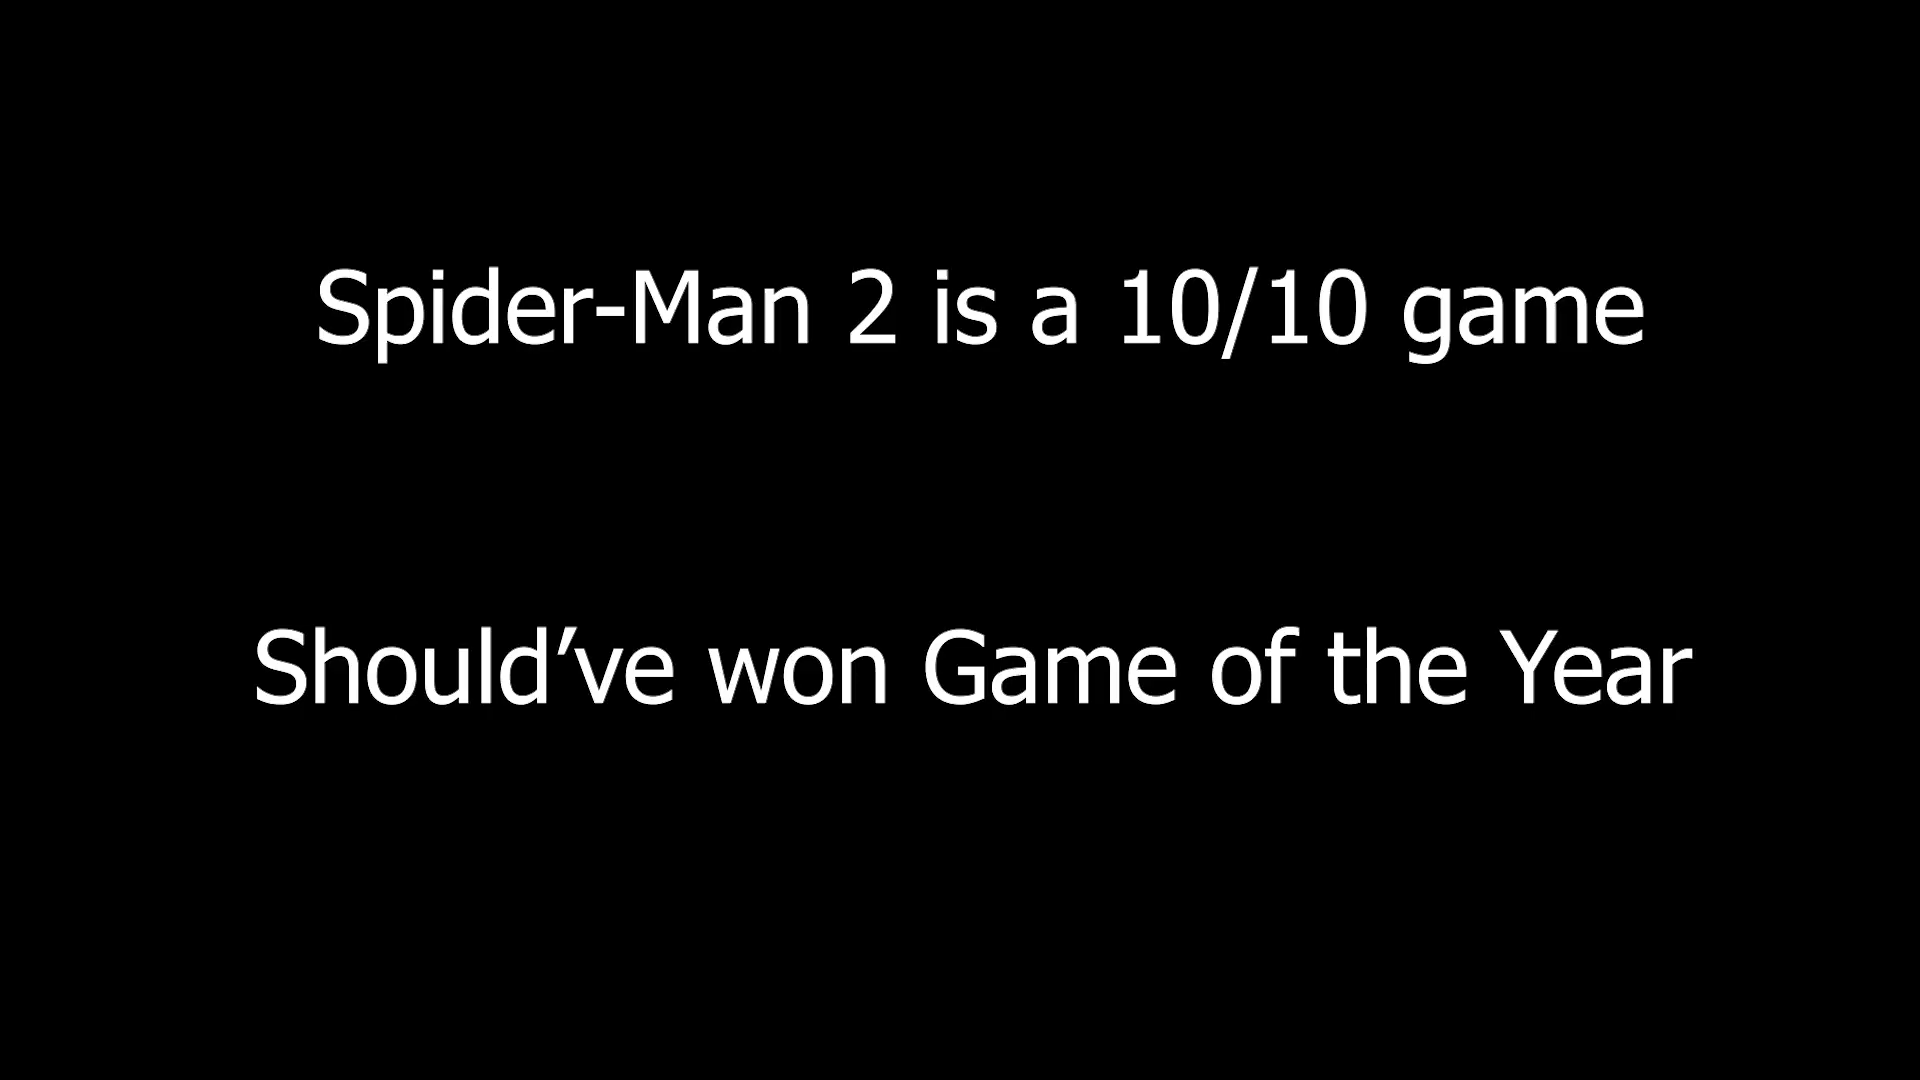 Spider-Man 2 is a 10/10 game
Should’ve won Game of the Year